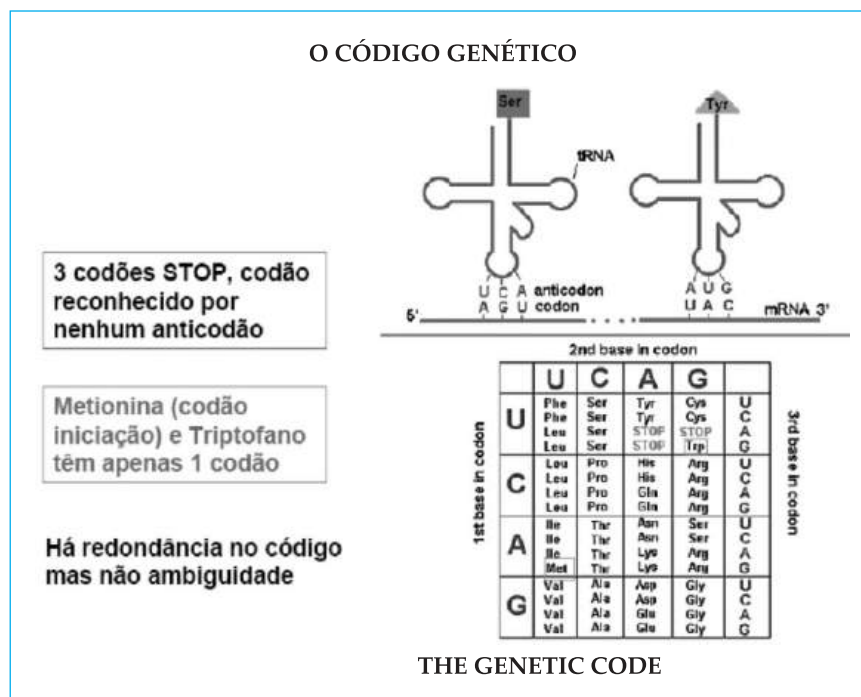 O CÓDIGO GENÉTICO
Ser
Tyr
tRNA
3 codões STOP, codão
reconhecido por
nenhum anticodão
U C A anticodon
A G U codon
A U G
U A C
5'
mRNA 3'
Metionina (codão
iniciação) e Triptofano
têm apenas 1 codão
Há redondância no código
mas não ambiguidade
2nd base in codon
1st base in codon
3rd base in codon
U C A G
U Phe Ser Tyr Cys U
Phe Ser Tyr Cys C
Leu Ser STOP STOP A
Leu Ser STOP Trp G
C Leu Pro His Arg U
Leu Pro His Arg C
Leu Pro Gln Arg A
Leu Pro Gln Arg G
A Ile Thr Asn Ser U
Ile Thr Asn Ser C
Ile Thr Lys Arg A
Met Thr Lys Arg G
G Val Ala Asp Gly U
Val Ala Asp Gly C
Val Ala Glu Gly A
Val Ala Glu Gly G
THE GENETIC CODE